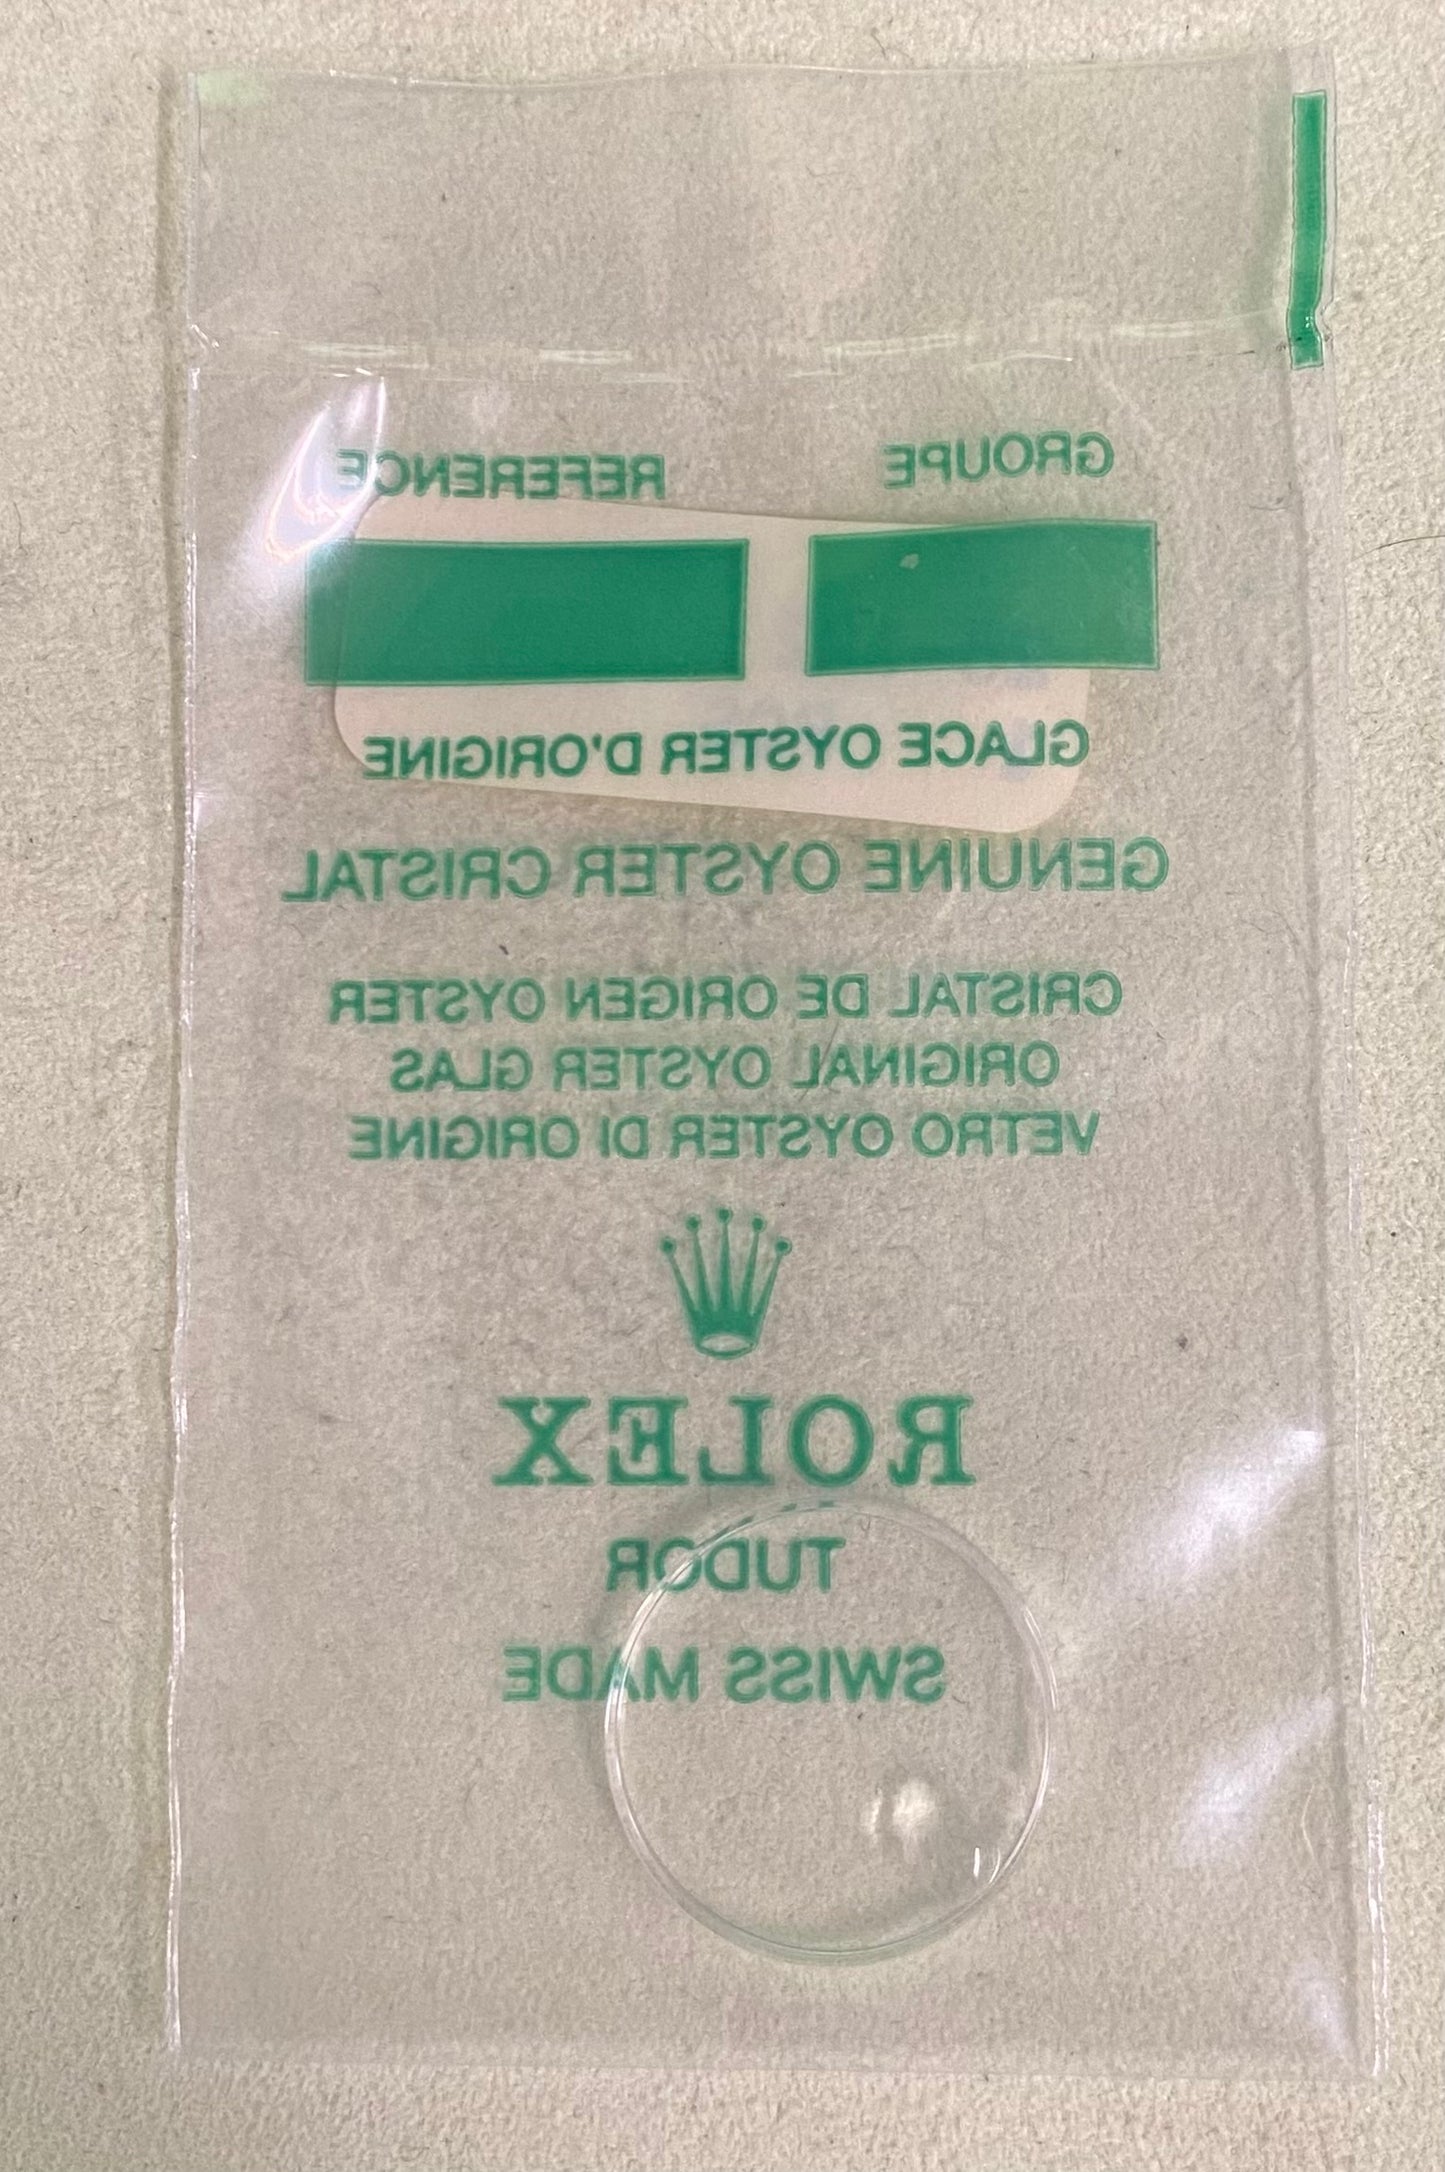 GROUPE REFERENCE
GLACE OYSTER D'ORIGINE
GENUINE OYSTER CRISTAL
CRISTAL DE ORIGEN OYSTER
ORIGINAL OYSTER GLAS
VETRO OYSTER DI ORIGINE
ROLEX
TUDOR
SWISS MADE